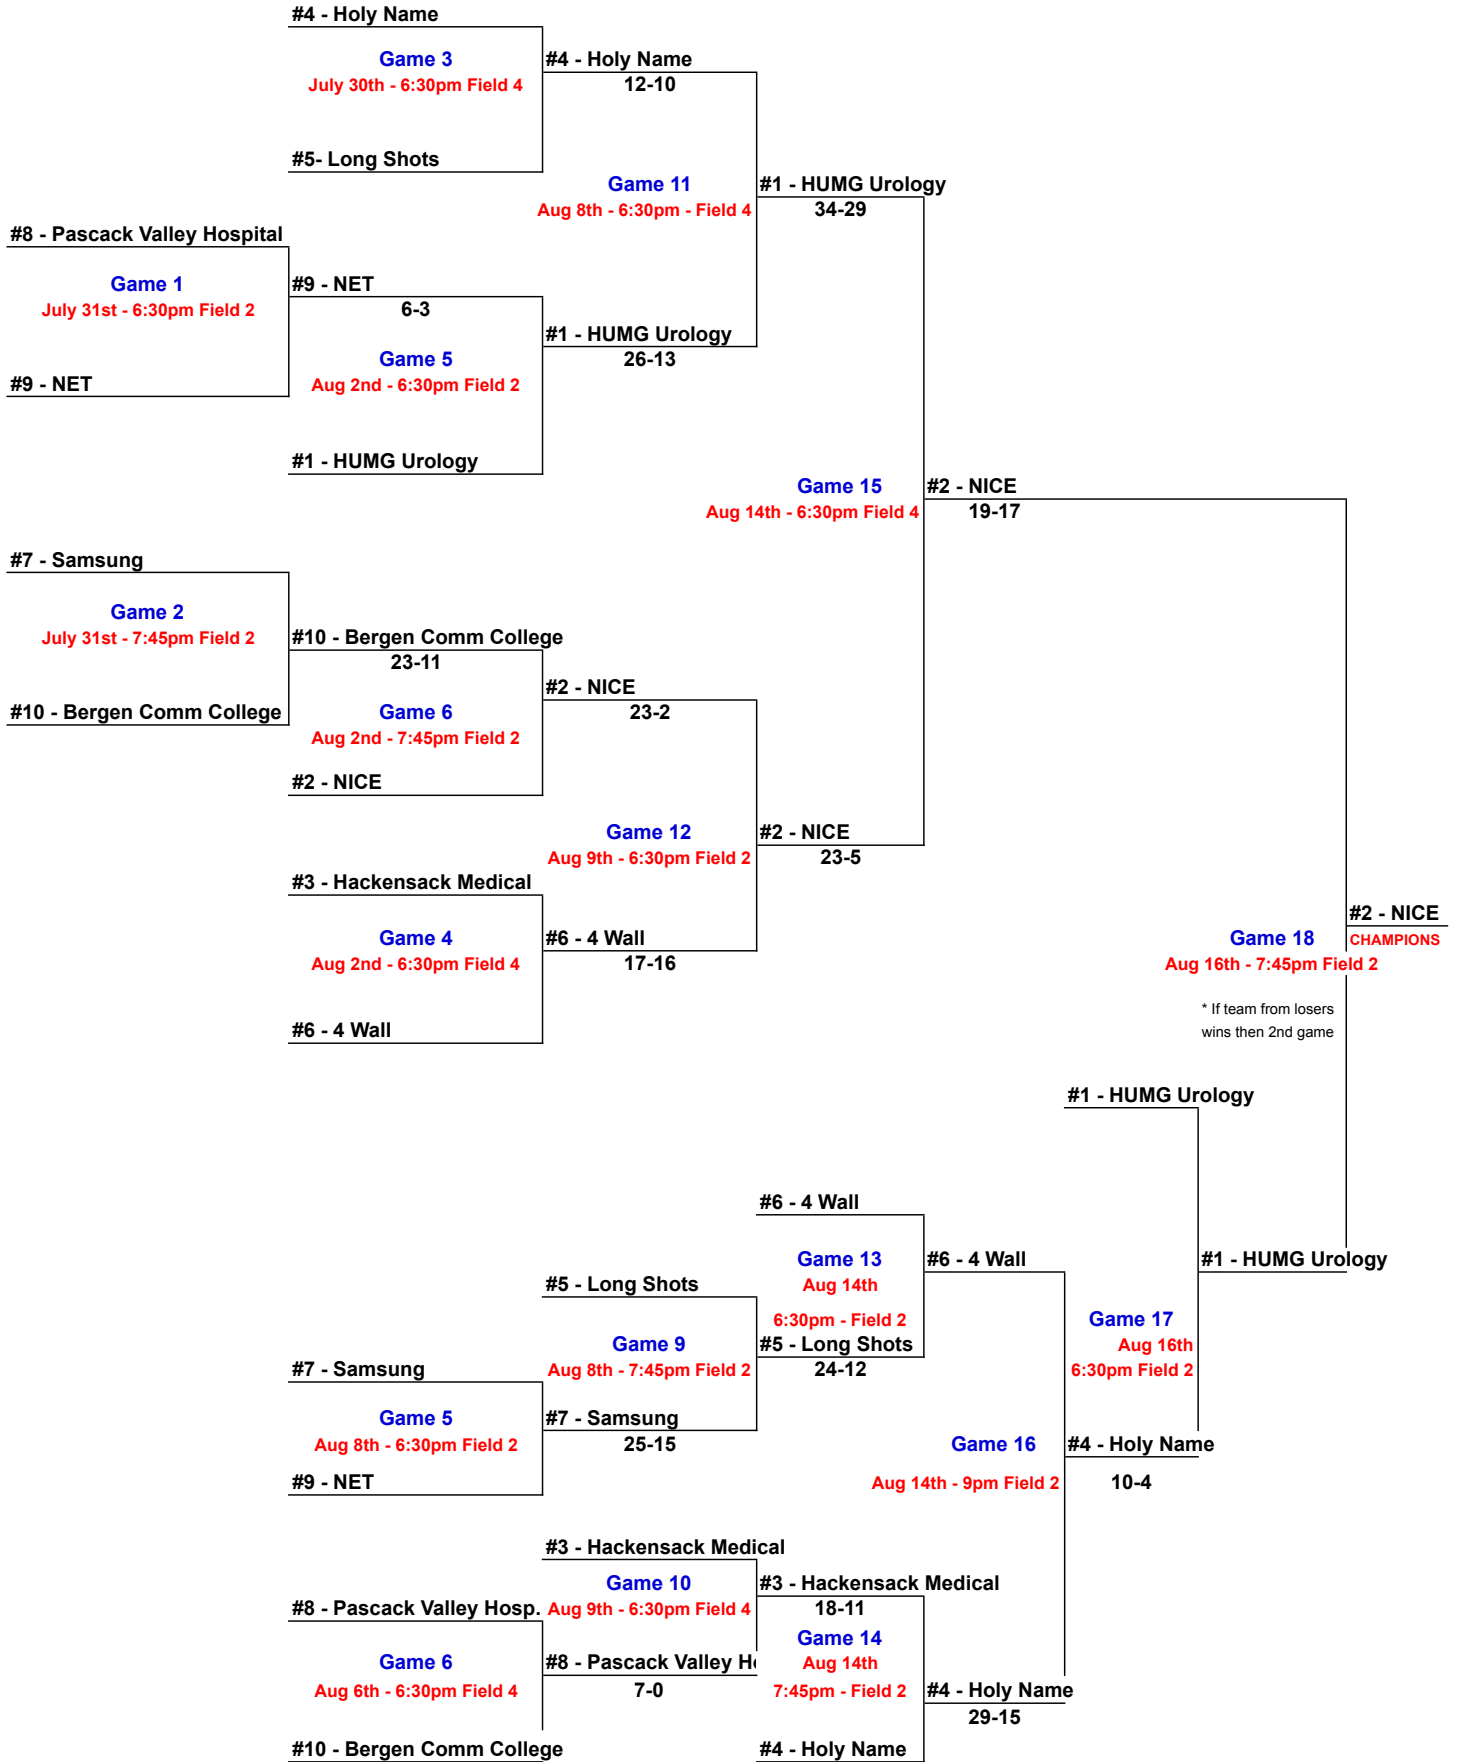 #4 - Holy Name
Game 3
July 30th - 6:30pm Field 4
#4 - Holy Name
12-10
#5- Long Shots
Game 11
Aug 8th - 6:30pm - Field 4
#1 - HUMG Urology
34-29
#8 - Pascack Valley Hospital
Game 1
July 31st - 6:30pm Field 2
#9 - NET
6-3
#1 - HUMG Urology
26-13
Game 5
Aug 2nd - 6:30pm Field 2
#9 - NET
#1 - HUMG Urology
Game 15
Aug 14th - 6:30pm Field 4
#2 - NICE
19-17
#7 - Samsung
Game 2
July 31st - 7:45pm Field 2
#10 - Bergen Comm College
23-11
#2 - NICE
23-2
#10 - Bergen Comm College
Game 6
Aug 2nd - 7:45pm Field 2
#2 - NICE
Game 12
Aug 9th - 6:30pm Field 2
#2 - NICE
23-5
#3 - Hackensack Medical
Game 4
Aug 2nd - 6:30pm Field 4
#6 - 4 Wall
17-16
#6 - 4 Wall
#2 - NICE
CHAMPIONS
Game 18
Aug 16th - 7:45pm Field 2
* If team from losers
wins then 2nd game
#1 - HUMG Urology
#6 - 4 Wall
Game 13
Aug 14th
6:30pm - Field 2
#6 - 4 Wall
#1 - HUMG Urology
#5 - Long Shots
Game 9
Aug 8th - 7:45pm Field 2
#5 - Long Shots
24-12
Game 17
Aug 16th
6:30pm Field 2
#7 - Samsung
Game 5
Aug 8th - 6:30pm Field 2
#7 - Samsung
25-15
#9 - NET
Game 16
Aug 14th - 9pm Field 2
#4 - Holy Name
10-4
#3 - Hackensack Medical
Game 10
Aug 9th - 6:30pm Field 4
#3 - Hackensack Medical
18-11
#8 - Pascack Valley Hosp.
Game 6
Aug 6th - 6:30pm Field 4
#8 - Pascack Valley H
7-0
Game 14
Aug 14th
7:45pm - Field 2
#4 - Holy Name
29-15
#10 - Bergen Comm College
#4 - Holy Name